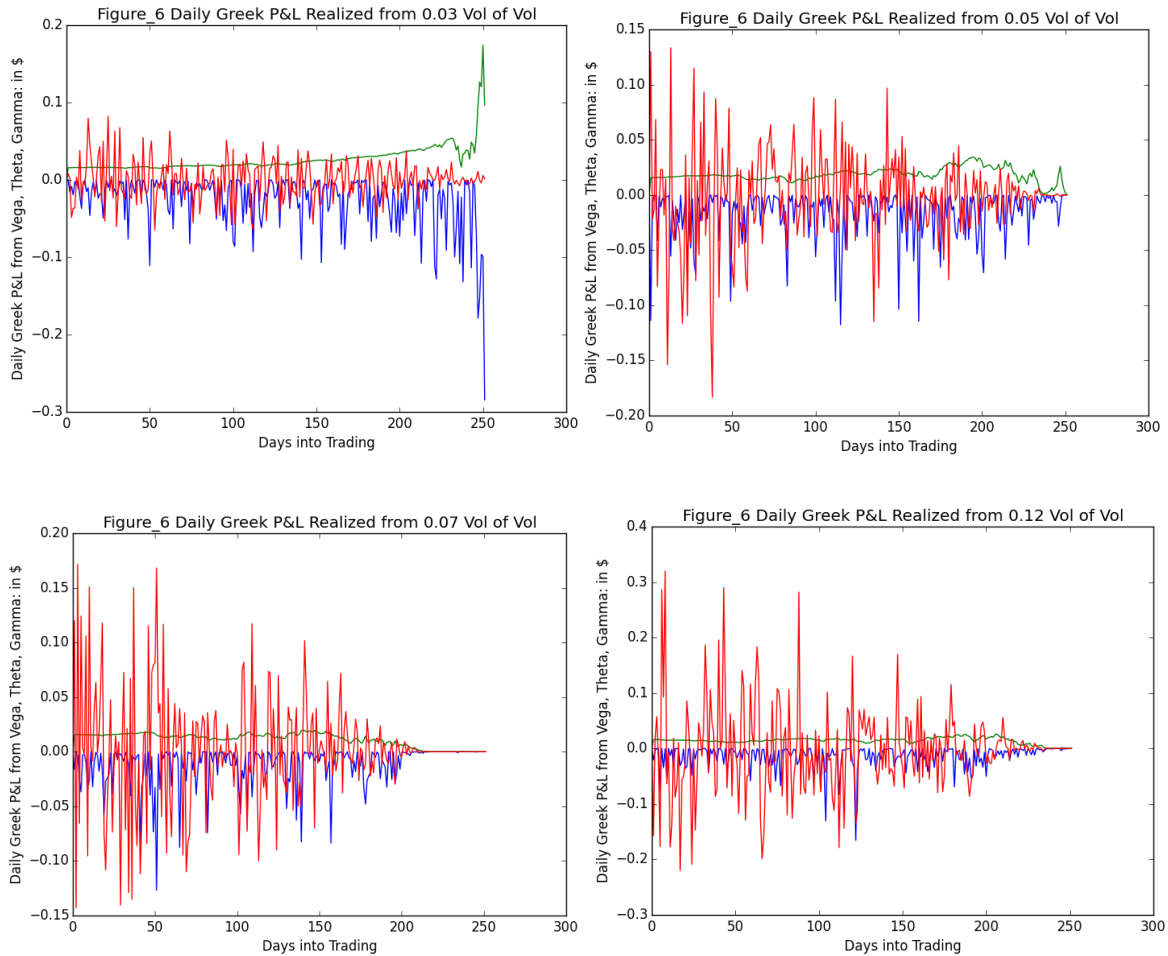 Figure_6 Daily Greek P&L Realized from 0.03 Vol of Vol
Daily Greek P&L from Vega, Theta, Gamma: in $
0.2
0.1
0.0
−0.1
−0.2
−0.3
0 50 100 150 200 250 300
Days into Trading
Figure_6 Daily Greek P&L Realized from 0.05 Vol of Vol
Daily Greek P&L from Vega, Theta, Gamma: in $
0.15
0.10
0.05
0.00
−0.05
−0.10
−0.15
−0.20
0 50 100 150 200 250 300
Days into Trading
Figure_6 Daily Greek P&L Realized from 0.07 Vol of Vol
Daily Greek P&L from Vega, Theta, Gamma: in $
0.20
0.15
0.10
0.05
0.00
−0.05
−0.10
−0.15
0 50 100 150 200 250 300
Days into Trading
Figure_6 Daily Greek P&L Realized from 0.12 Vol of Vol
Daily Greek P&L from Vega, Theta, Gamma: in $
0.4
0.3
0.2
0.1
0.0
−0.1
−0.2
−0.3
0 50 100 150 200 250 300
Days into Trading